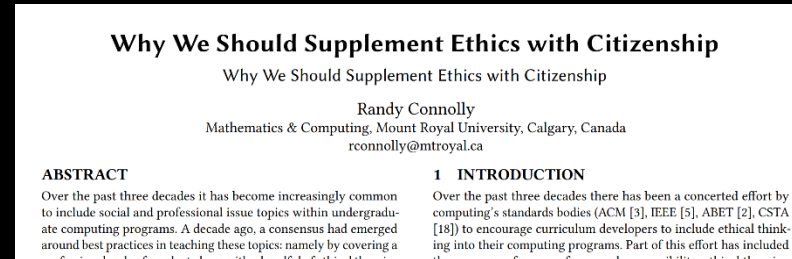 Why We Should Supplement Ethics with Citizenship
Why We Should Supplement Ethics with Citizenship
Randy Connolly
Mathematics & Computing, Mount Royal University, Calgary, Canada
rconnolly@mtroyal.ca
ABSTRACT
Over the past three decades it has become increasingly common
to include social and professional issue topics within undergradu-
ate computing programs. A decade ago, a consensus had emerged
around best practices in teaching these topics: namely by covering a
1 INTRODUCTION
Over the past three decades there has been a concerted effort by
computing's standards bodies (ACM [3], IEEE [5], ABET [2], CSTA
[18]) to encourage curriculum developers to include ethical think-
ing into their computing programs. Part of this effort has included